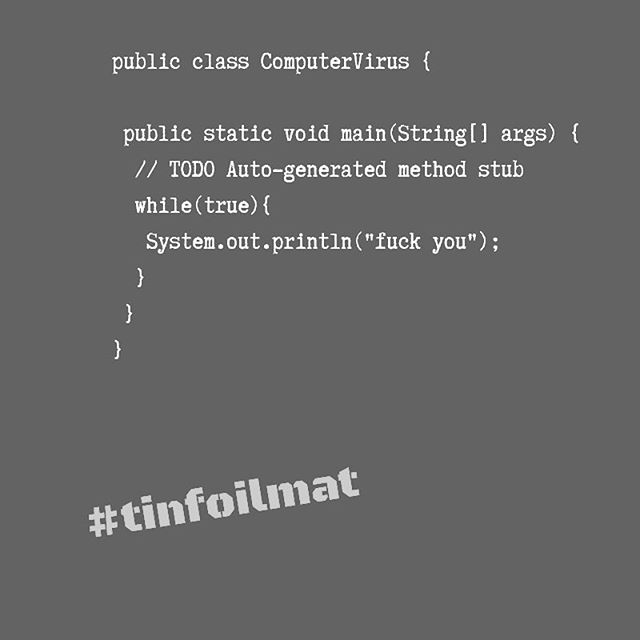 public class ComputerVirus {
public static void main(String[] args) {
// TODO Auto-generated method stub
while(true){
System.out.println("fuck you");
}
}
}
#tinfoilmat